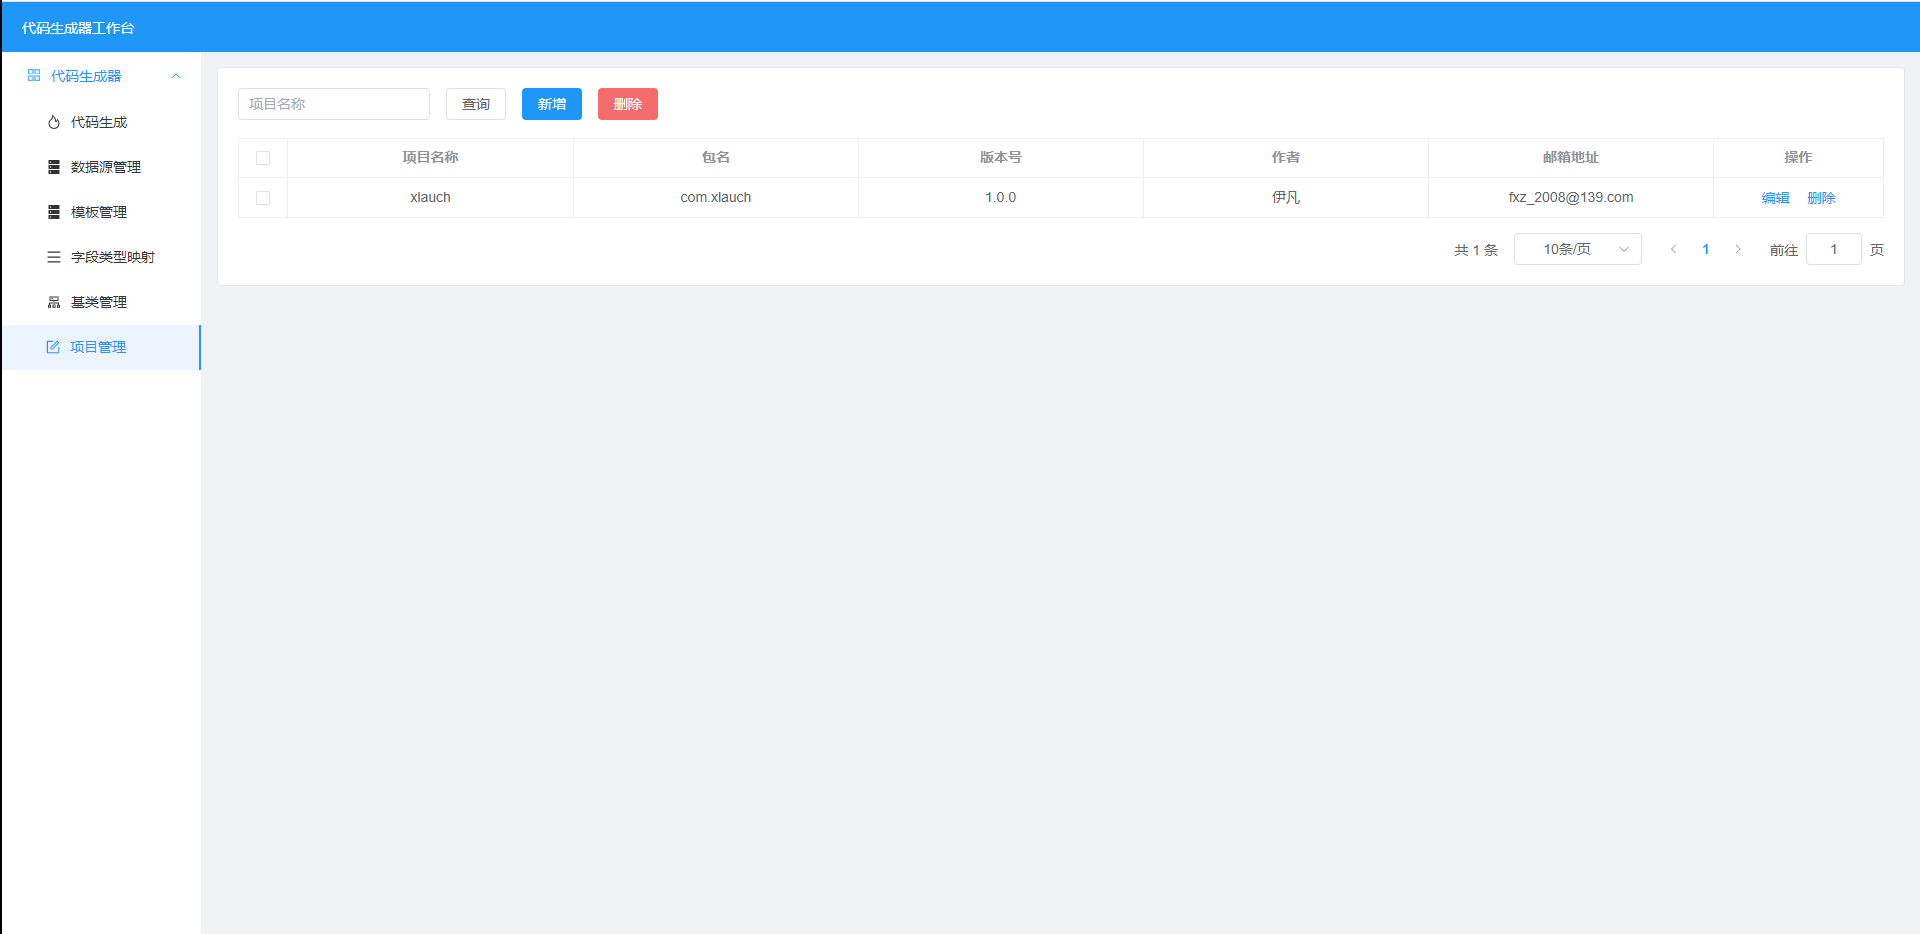 代码生成器工作台
代码生成器
代码生成
数据源管理
模板管理
字段类型映射
基类管理
项目管理
项目名称 查询 新增 删除
项目名称 包名 版本号 作者 邮箱地址 操作
xlauch com.xlauch 1.0.0 伊凡 fxz_2008@139.com 编辑 删除
共 1 条 10条/页 1 前往 1 页